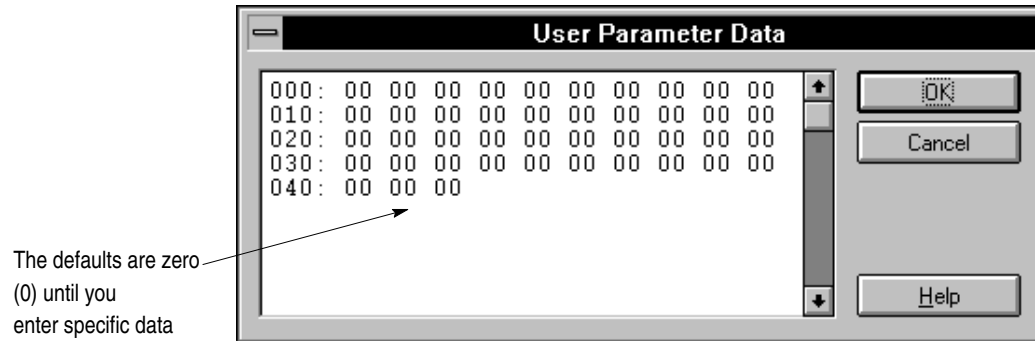 User Parameter Data
000: 00 00 00 00 00 00 00 00 00 00
010: 00 00 00 00 00 00 00 00 00 00
020: 00 00 00 00 00 00 00 00 00 00
030: 00 00 00 00 00 00 00 00 00 00
040: 00 00 00
OK
Cancel
Help
The defaults are zero
(0) until you
enter specific data